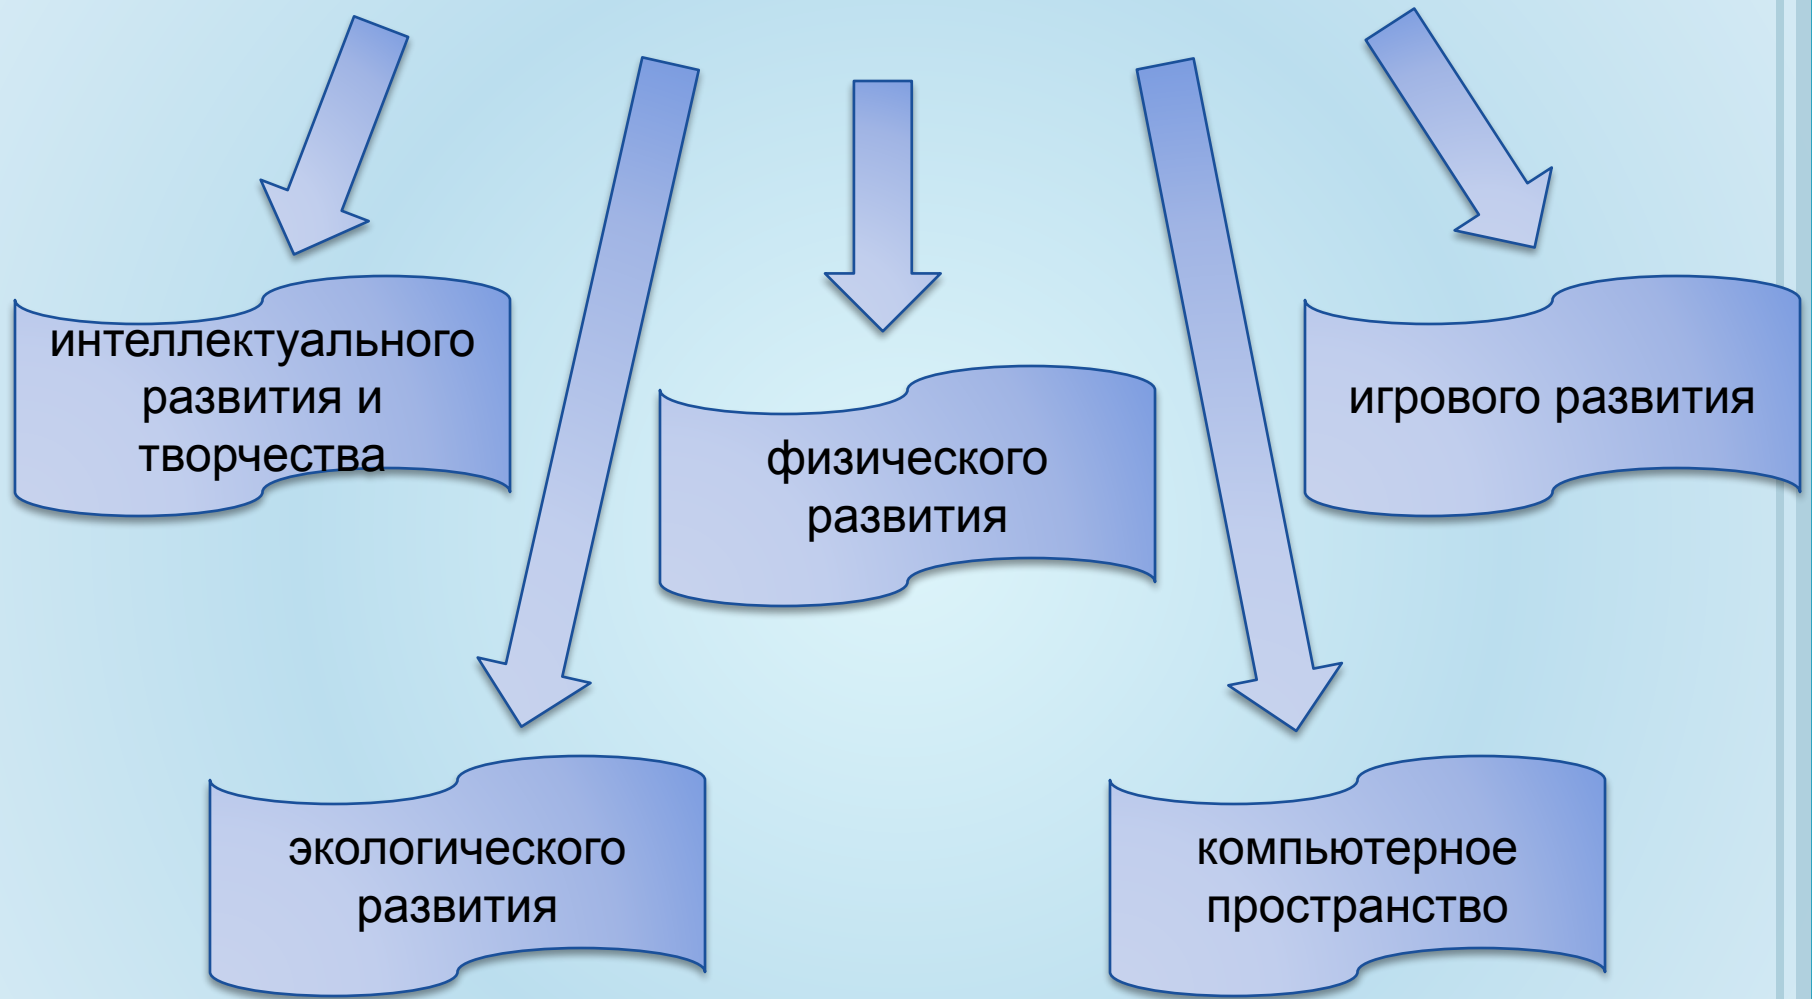 интеллектуального
развития и
творчества
физического
развития
игрового развития
экологического
развития
компьютерное
пространство